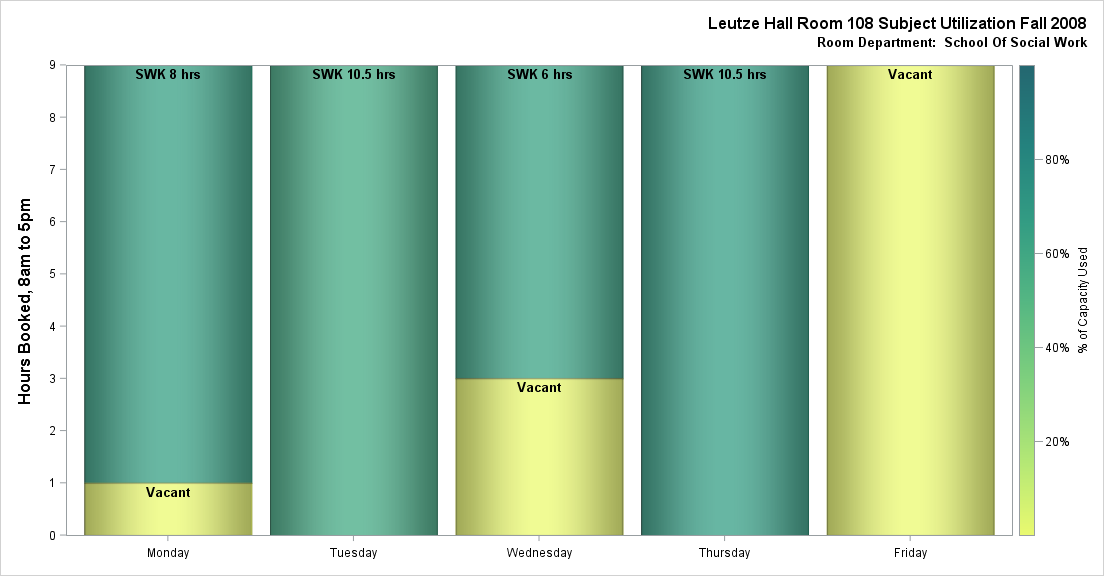 Leutze Hall Room 108 Subject Utilization Fall 2008
Room Department:  School Of Social Work
Hours Booked, 8am to 5pm
9
8
7
6
5
4
3
2
1
0
SWK 8 hrs
SWK 10.5 hrs
SWK 6 hrs
SWK 10.5 hrs
Vacant
Vacant
Vacant
Monday
Tuesday
Wednesday
Thursday
Friday
80%
60%
40%
20%
% of Capacity Used